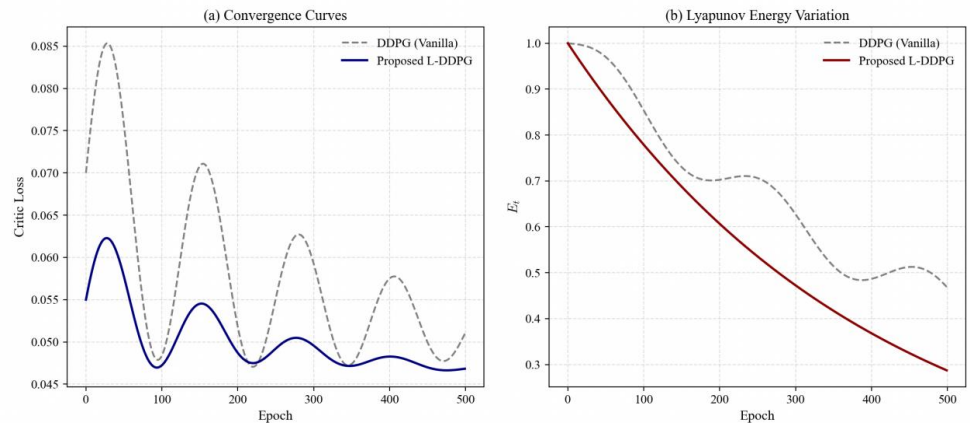 (a) Convergence Curves
DDPG (Vanilla)
Proposed L-DDPG
0.085
0.080
0.075
0.070
0.065
0.060
0.055
0.050
0.045
Critic Loss
0
100
200
300
400
500
Epoch
(b) Lyapunov Energy Variation
DDPG (Vanilla)
Proposed L-DDPG
1.0
0.9
0.8
0.7
0.6
0.5
0.4
0.3
E_t
0
100
200
300
400
500
Epoch